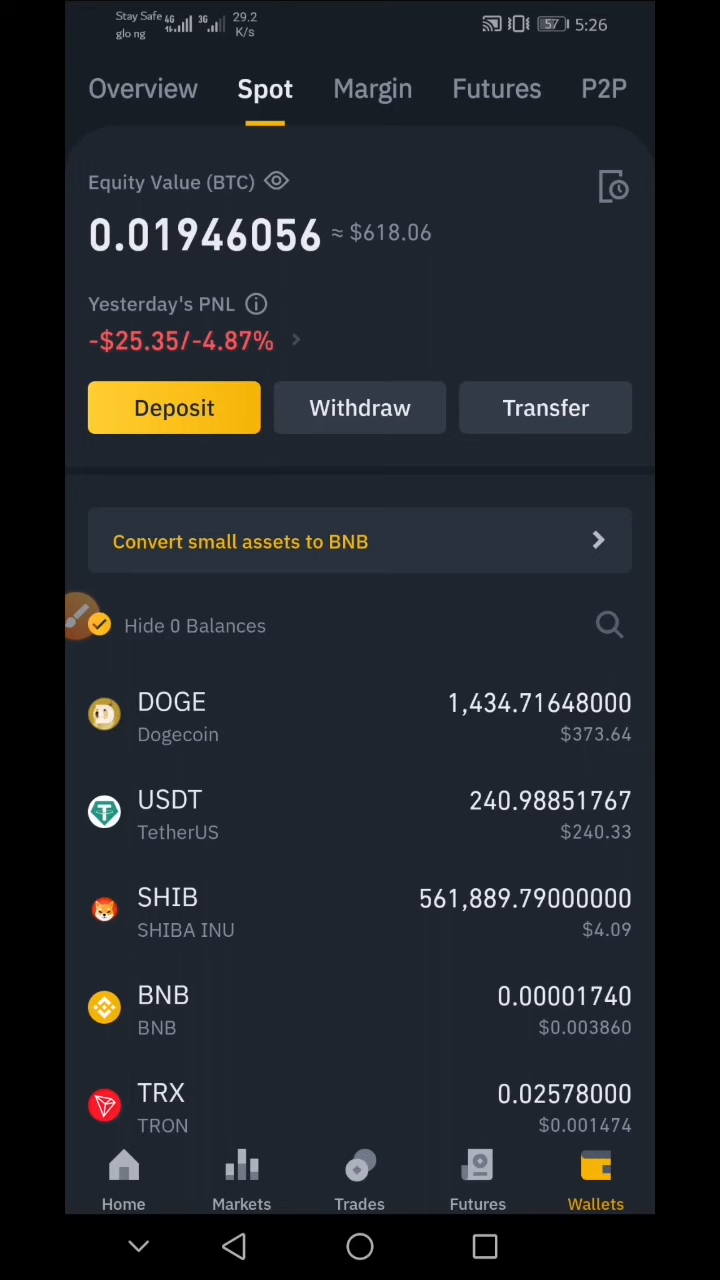 Stay Safe 4G 3G 29.2
glo ng K/s 57 5:26
Overview Spot Margin Futures P2P
Equity Value (BTC)
0.01946056 ≈ $618.06
Yesterday's PNL
-$25.35/-4.87%
Deposit Withdraw Transfer
Convert small assets to BNB
Hide 0 Balances
DOGE 1,434.71648000
Dogecoin $373.64
USDT 240.98851767
TetherUS $240.33
SHIB 561,889.79000000
SHIBA INU $4.09
BNB 0.00001740
BNB $0.003860
TRX 0.02578000
TRON $0.001474
Home Markets Trades Futures Wallets